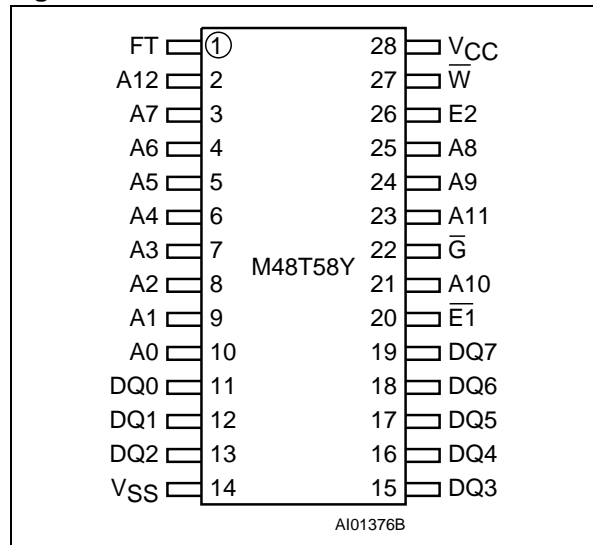 FT 1 28 VCC
A12 2 27 W̅
A7 3 26 E2
A6 4 25 A8
A5 5 24 A9
A4 6 23 A11
A3 7 22 G̅
M48T58Y
A2 8 21 A10
A1 9 20 E̅1̅
A0 10 19 DQ7
DQ0 11 18 DQ6
DQ1 12 17 DQ5
DQ2 13 16 DQ4
VSS 14 15 DQ3
AI01376B